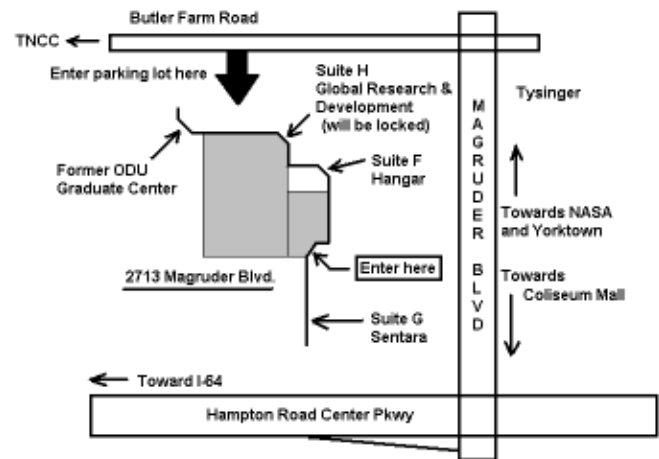 Butler Farm Road
TNCC
Enter parking lot here
Suite H
Global Research &
Development
(will be locked)
Tysinger
MAGRUDER BLVD
Former ODU
Graduate Center
Suite F
Hangar
Towards NASA
and Yorktown
Enter here
2713 Magruder Blvd.
Towards
Coliseum Mall
Suite G
Sentara
Toward I-64
Hampton Road Center Pkwy